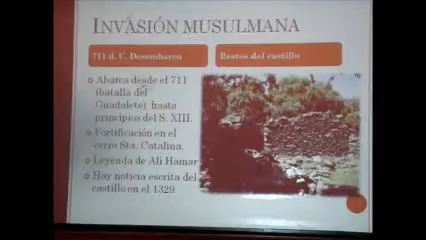 INVASIÓN MUSULMANA
711 d. C. Desembarco
Restos del castillo
Abarca desde el 711
(batalla del
Guadalete), hasta
principios del S. XIII.
Fortificación en el
cerro Sta. Catalina.
Leyenda de Ali Hamar
Hay noticia escrita del
castillo en el 1329.